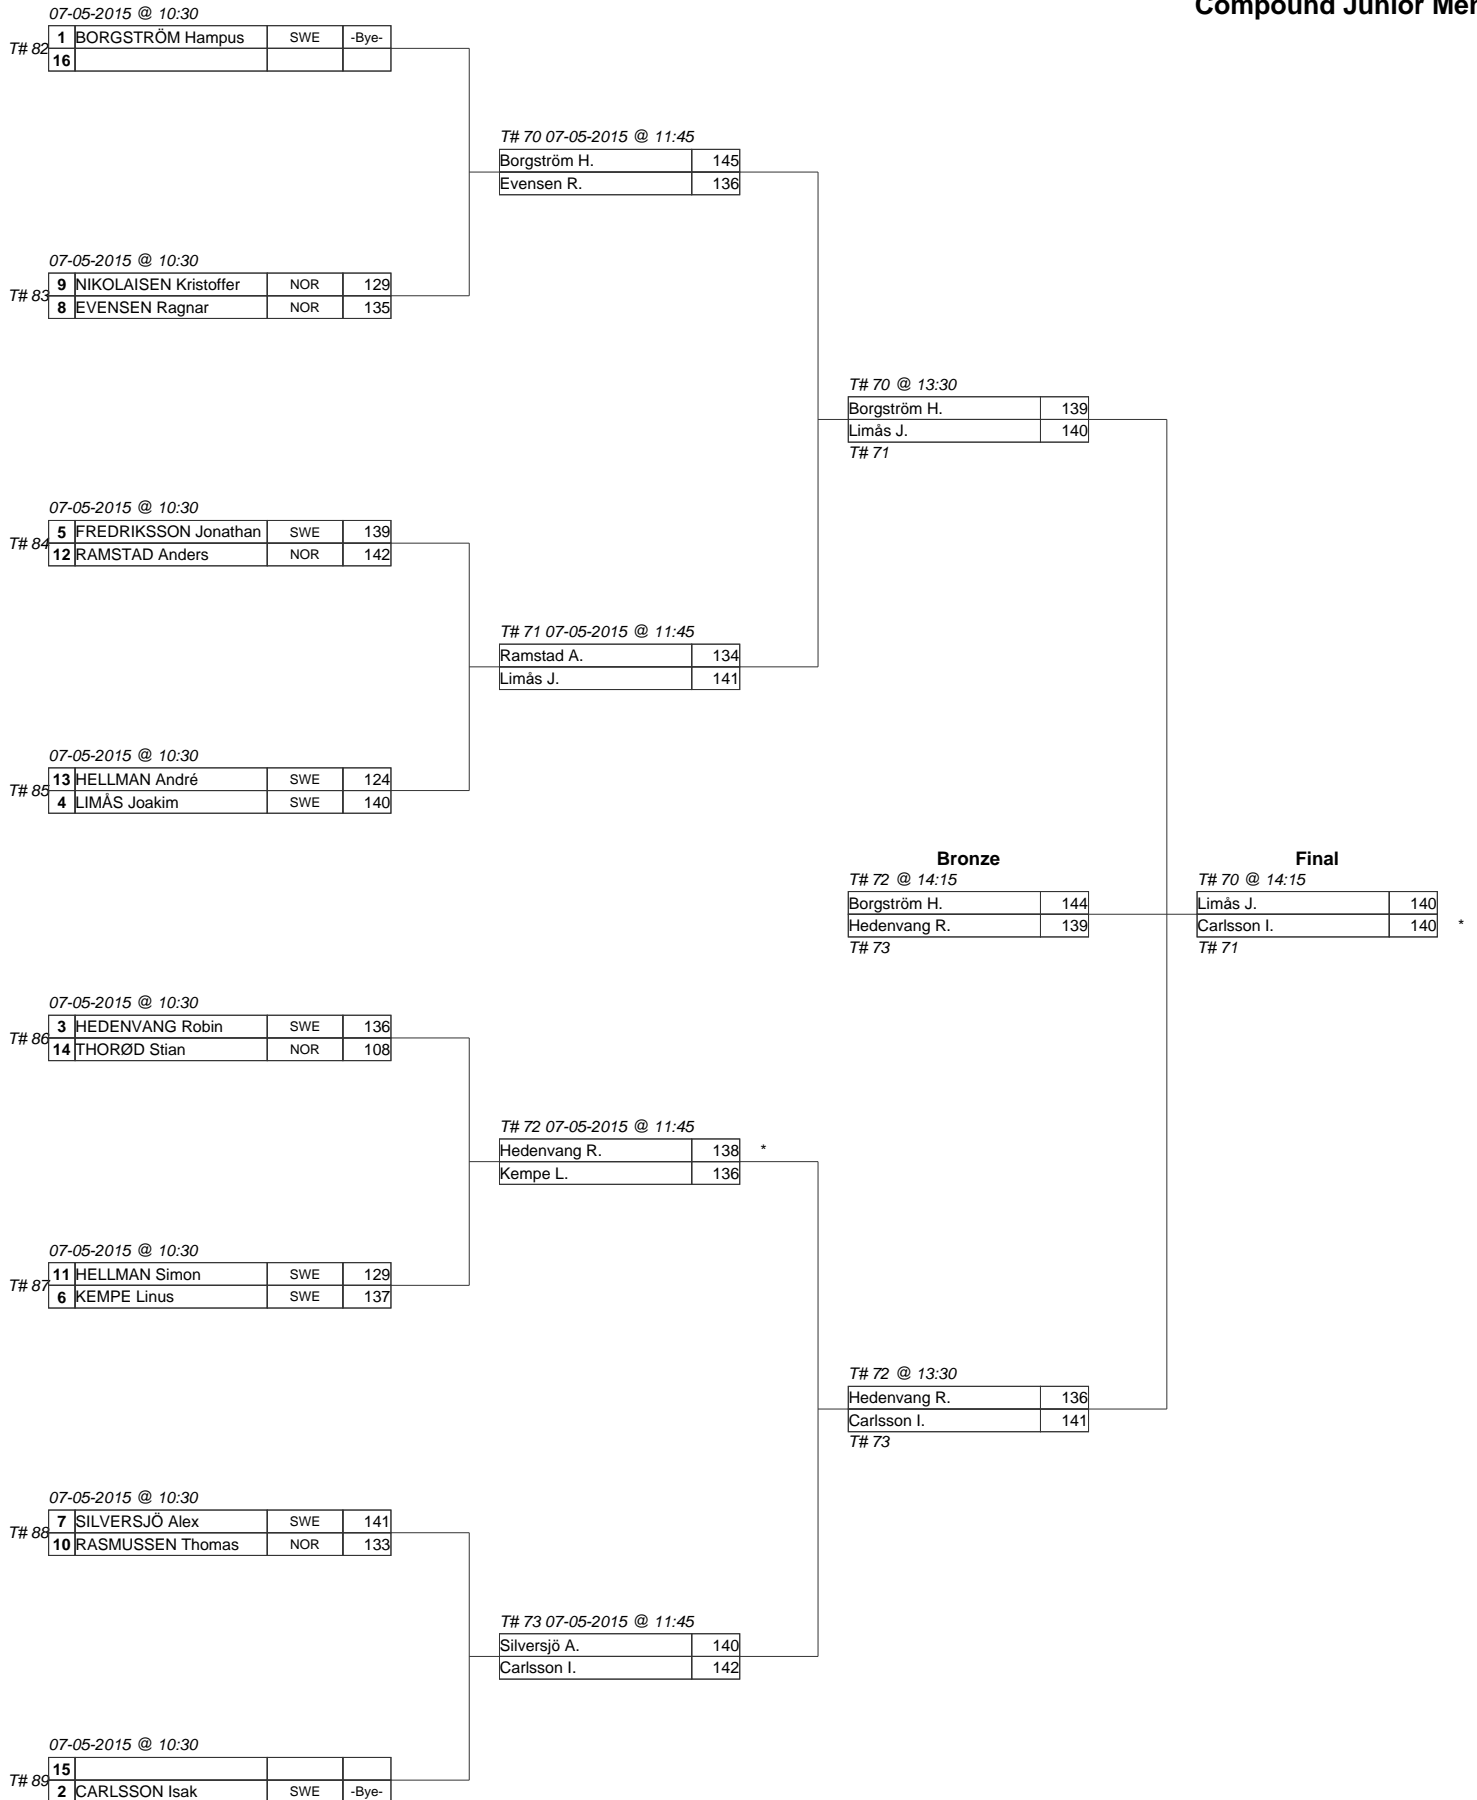 Compound Junior Men
07-05-2015 @ 10:30
T# 82
1 BORGSTRÖM Hampus SWE -Bye-
16
T# 70 07-05-2015 @ 11:45
Borgström H. 145
Evensen R. 136
07-05-2015 @ 10:30
T# 83
9 NIKOLAISEN Kristoffer NOR 129
8 EVENSEN Ragnar NOR 135
T# 70 @ 13:30
Borgström H. 139
Limås J. 140
T# 71
07-05-2015 @ 10:30
T# 84
5 FREDRIKSSON Jonathan SWE 139
12 RAMSTAD Anders NOR 142
T# 71 07-05-2015 @ 11:45
Ramstad A. 134
Limås J. 141
07-05-2015 @ 10:30
T# 85
13 HELLMAN André SWE 124
4 LIMÅS Joakim SWE 140
Bronze
T# 72 @ 14:15
Borgström H. 144
Hedenvang R. 139
T# 73
Final
T# 70 @ 14:15
Limås J. 140
Carlsson I. 140 *
T# 71
07-05-2015 @ 10:30
T# 86
3 HEDENVANG Robin SWE 136
14 THORØD Stian NOR 108
T# 72 07-05-2015 @ 11:45
Hedenvang R. 138 *
Kempe L. 136
07-05-2015 @ 10:30
T# 87
11 HELLMAN Simon SWE 129
6 KEMPE Linus SWE 137
T# 72 @ 13:30
Hedenvang R. 136
Carlsson I. 141
T# 73
07-05-2015 @ 10:30
T# 88
7 SILVERSJÖ Alex SWE 141
10 RASMUSSEN Thomas NOR 133
T# 73 07-05-2015 @ 11:45
Silversjö A. 140
Carlsson I. 142
07-05-2015 @ 10:30
T# 89
15
2 CARLSSON Isak SWE -Bye-